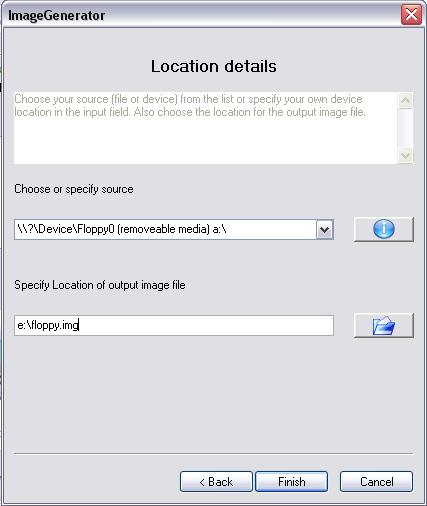 ImageGenerator
Location details
Choose your source (file or device) from the list or specify your own device
location in the input field. Also choose the location for the output image file.
Choose or specify source
\\?\Device\Floppy0 (removeable media) a:\
Specify Location of output image file
e:\floppy.img
< Back
Finish
Cancel